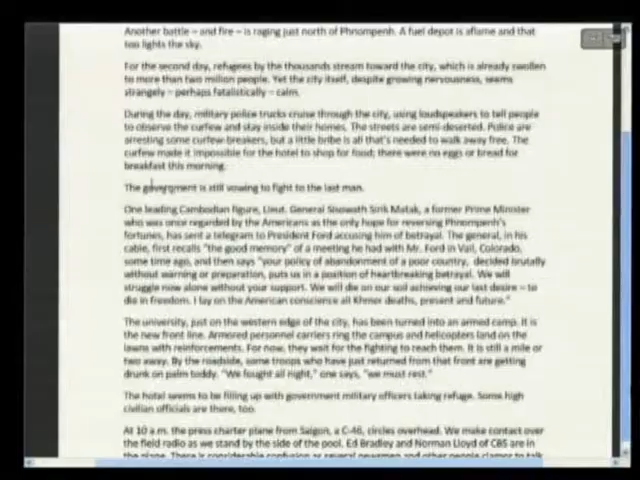 Another battle – and fire – is raging just north of Phnompenh. A fuel depot is aflame and that
too lights the sky.
For the second day, refugees by the thousands stream toward the city, which is already swollen
to more than two million people. Yet the city itself, despite growing nervousness, seems
strangely – perhaps fatalistically – calm.
During the day, military police trucks cruise through the city, using loudspeakers to tell people
to observe the curfew and stay inside their homes. The streets are semi-deserted. Police are
arresting some curfew breakers, but a little bribe is all that's needed to walk away free. The
curfew made it impossible for the hotel to shop for food; there were no eggs or bread for
breakfast this morning.
The government is still vowing to fight to the last man.
One leading Cambodian figure, Lieut. General Sisowath Sirik Matak, a former Prime Minister
who was once regarded by the Americans as the only hope for reversing Phnompenh's
fortunes, has sent a telegram to President Ford accusing him of betrayal. The general, in his
cable, first recalls "the good memory" of a meeting he had with Mr. Ford in Vail, Colorado,
some time ago, and then says "your policy of abandonment of a poor country, decided brutally
without warning or preparation, puts us in a position of heartbreaking betrayal. We will
struggle now alone without your support. We will die on our soil achieving our last desire – to
die in freedom. I lay on the American conscience all Khmer deaths, present and future."
The university, just on the western edge of the city, has been turned into an armed camp. It is
the new front line. Armored personnel carriers ring the campus and helicopters land on the
lawns with reinforcements. For now, they wait for the fighting to reach them. It is still a mile or
two away. By the roadside, some troops who have just returned from that front are getting
drunk on palm toddy. "We fought all night," one says, "we must rest."
The hotel seems to be filling up with government military officers taking refuge. Some high
civilian officials are there, too.
At 10 a.m. the press charter plane from Saigon, a C-46, circles overhead. We make contact over
the field radio as we stand by the side of the pool. Ed Bradley and Norman Lloyd of CBS are in
the plane. There is considerable confusion as several newsmen and other people clamor to talk